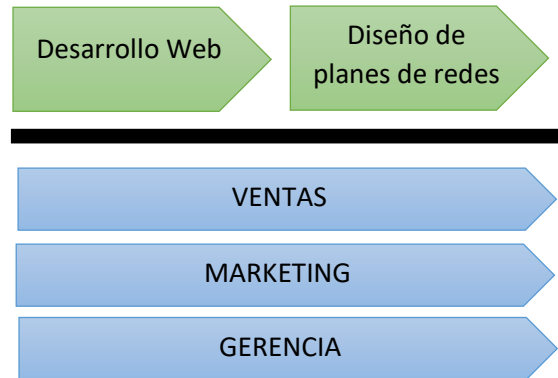 Desarrollo Web
Diseño de
planes de redes
VENTAS
MARKETING
GERENCIA